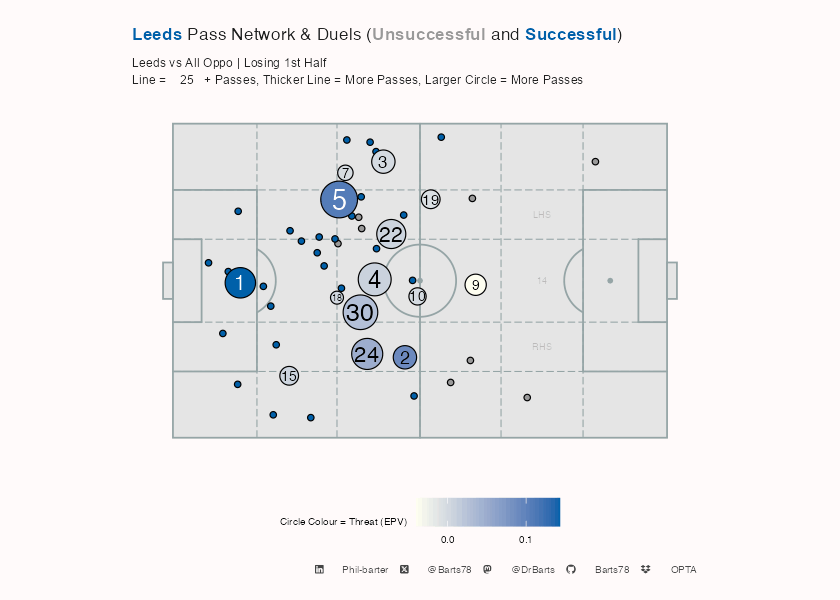 Leeds Pass Network & Duels (Unsuccessful and Successful)
Leeds vs All Oppo | Losing 1st Half
Line = 25 + Passes, Thicker Line = More Passes, Larger Circle = More Passes
3
7
5
19
LHS
22
1
4
14
9
18
10
30
24
2
RHS
15
Circle Colour = Threat (EPV)
0.0 0.1
Phil-barter @Barts78 @DrBarts Barts78 OPTA